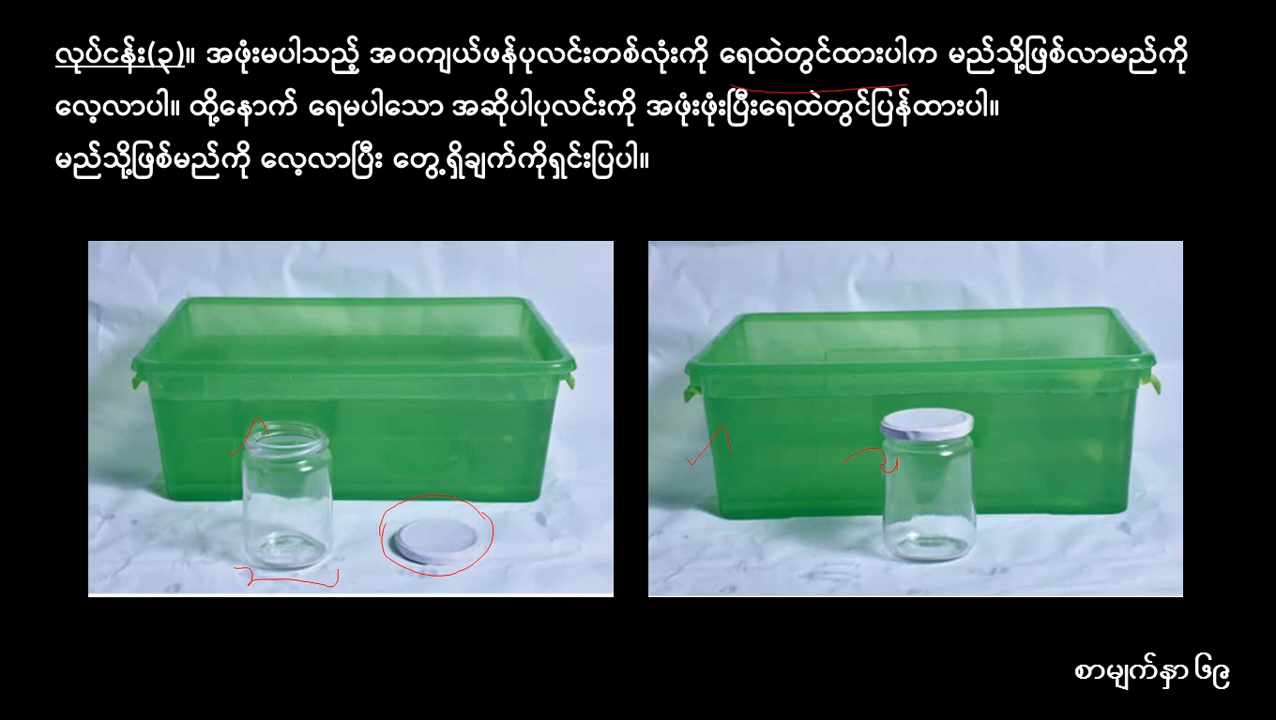 လုပ်ငန်း(၃)။ အဖုံးမပါသည့် အဝကျယ်ဖန်ပုလင်းတစ်လုံးကို ရေထဲတွင်ထားပါက မည်သို့ဖြစ်လာမည်ကို
လေ့လာပါ။ ထို့နောက် ရေမပါသော အဆိုပါပုလင်းကို အဖုံးဖုံးပြီးရေထဲတွင်ပြန်ထားပါ။
မည်သို့ဖြစ်မည်ကို လေ့လာပြီး တွေ့ရှိချက်ကိုရှင်းပြပါ။
စာမျက်နှာ ၆၉